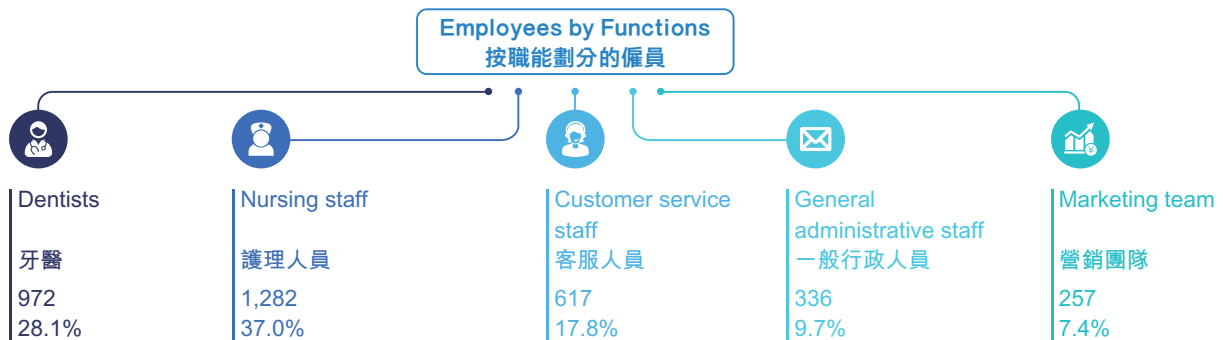 Employees by Functions
按職能劃分的僱員
Dentists
牙醫
972
28.1%
Nursing staff
護理人員
1,282
37.0%
Customer service
staff
客服人員
617
17.8%
General
administrative staff
一般行政人員
336
9.7%
Marketing team
營銷團隊
257
7.4%
¥